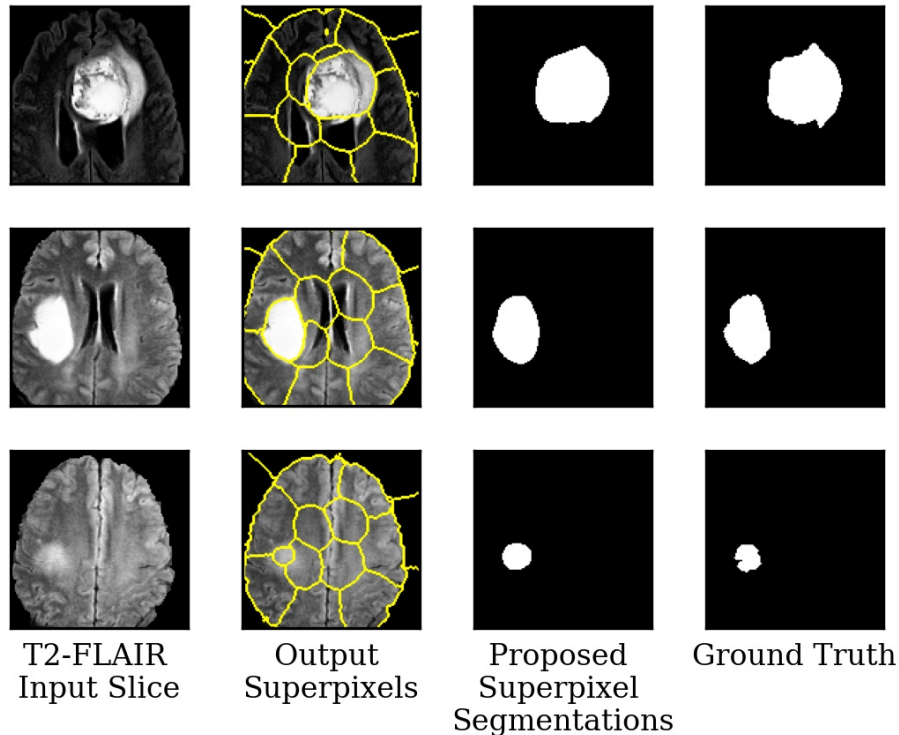 T2-FLAIR
Input Slice
Output
Superpixels
Proposed
Superpixel
Segmentations
Ground Truth